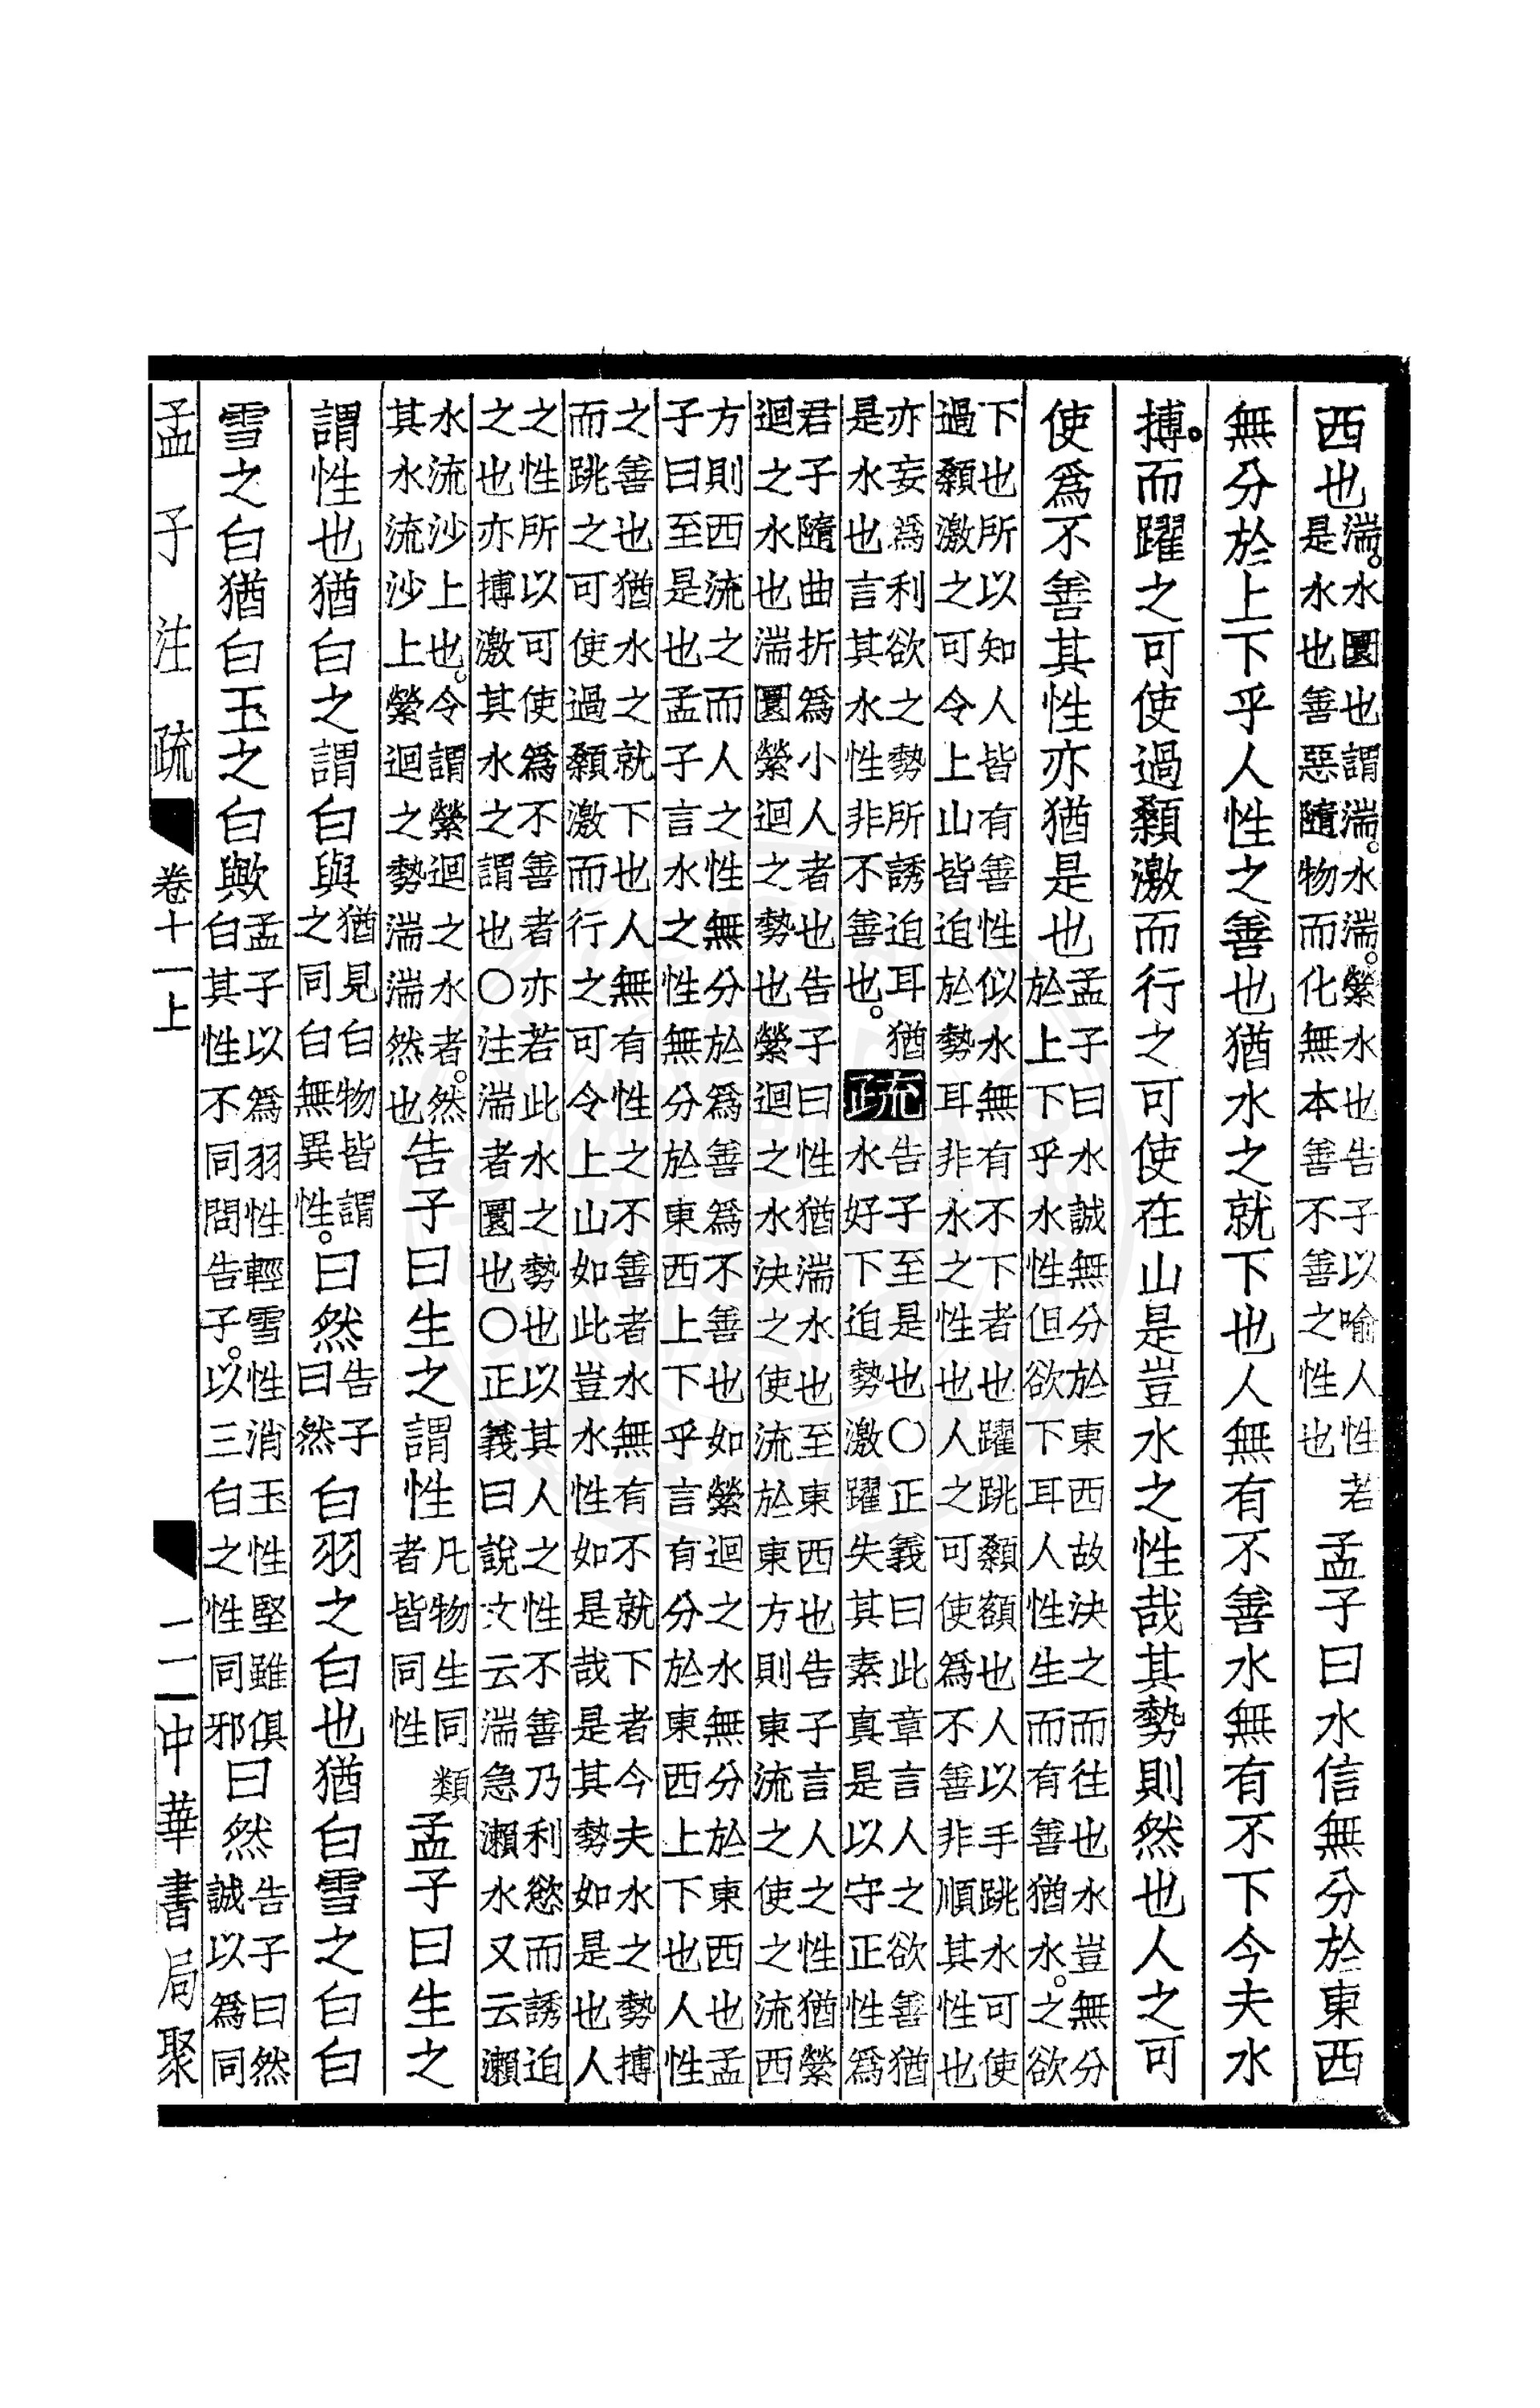 西也湍。水圜也謂湍。水湍。縈水也告子以喻人性若是水也善惡隨物而化無本善不善之性也孟子曰水信無分於東西
無分於上下乎人性之善也猶水之就下也人無有不善水無有不下今夫水
搏。而躍之可使過顙激而行之可使在山是豈水之性哉其勢則然也人之可
使爲不善其性亦猶是也孟子曰水誠無分於東西故決之而往也水豈無分於上下乎水性但欲下耳人性生而有善猶水。之欲
下也所以知人皆有善性似水無有不下者也躍跳顙額也人以手跳水可使
過顙激之可令上山皆迫於勢耳非水之性也人之可使爲不善非順其性也
亦妄爲利欲之勢所誘迫耳猶是水也言其水性非不善也。疏告子至是也○正義曰此章言人之欲善猶水好下迫勢激躍失其素真是以守正性爲
君子隨曲折爲小人者也告子曰性猶湍水也至東西也告子言人之性猶縈
迴之水也湍圜縈迴之勢也縈迴之水決之使流於東方則東流之使之流西
方則西流之而人之性無分於爲善爲不善也如縈迴之水無分於東西也孟
子曰至是也孟子言水之性無分於東西上下乎言有分於東西上下也人性
之善也猶水之就下也人無有性之不善者水無有不就下者今夫水之勢搏
而跳之可使過顙激而行之可令上山如此豈水性如是哉是其勢如是也人
之性所以可使爲不善者亦若此水之勢也以其人之性不善乃利慾而誘迫
之也亦搏激其水之謂也○注湍者圜也○正義曰說文云湍急瀨水又云瀨
水流沙上也。令謂縈迴之水者。然其水流沙上縈迴之勢湍湍然也告子曰生之謂性凡物生同類者皆同性孟子曰生之
謂性也猶白之謂白與猶見白物皆謂之同白無異性。曰然告子曰然白羽之白也猶白雪之白白
雪之白猶白玉之白歟孟子以爲羽性輕雪性消玉性堅雖俱白其性不同問告子。以三白之性同邪曰然告子曰然誠以爲同
孟子注疏 卷十一上 二 中華書局聚